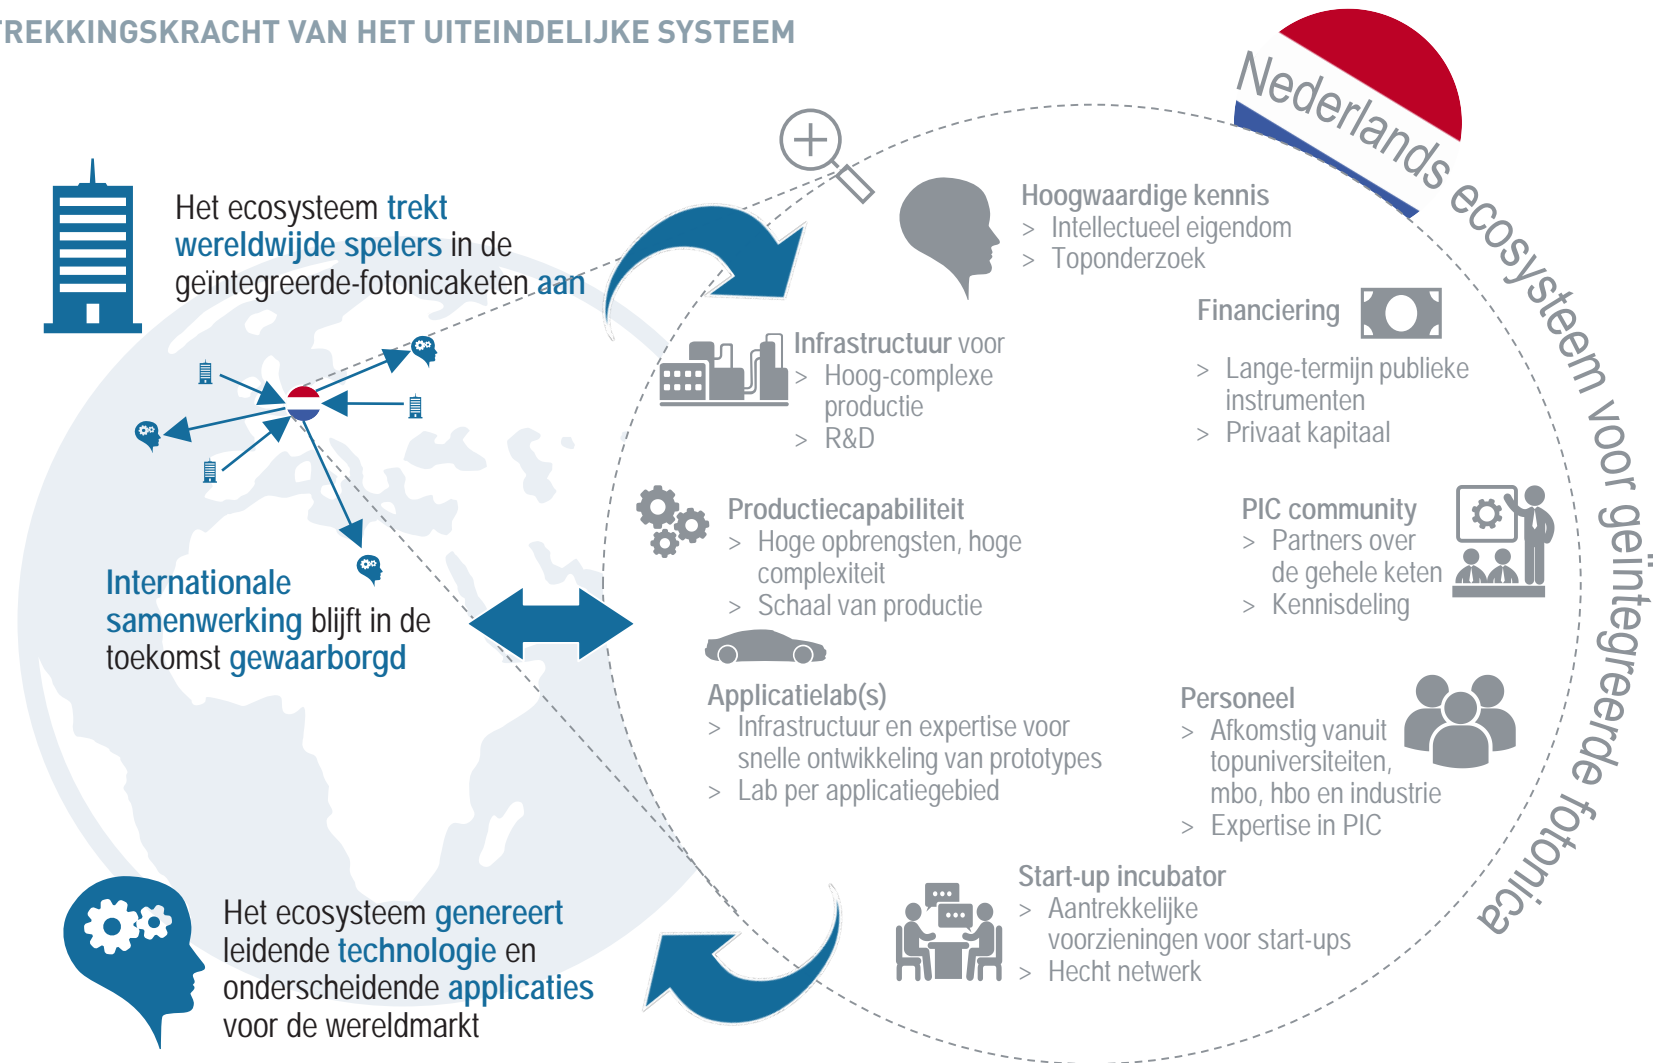 TREKKINGSKRACHT VAN HET UITEINDELIJKE SYSTEEM
Nederlands ecosysteem voor geïntegreerde fotonica
Het ecosysteem trekt
wereldwijde spelers in de
geïntegreerde-fotonicaketen aan
Internationale
samenwerking blijft in de
toekomst gewaarborgd
Het ecosysteem genereert
leidende technologie en
onderscheidende applicaties
voor de wereldmarkt
Hoogwaardige kennis
> Intellectueel eigendom
> Toponderzoek
Financiering
> Lange-termijn publieke
instrumenten
> Privaat kapitaal
Infrastructuur voor
> Hoog-complexe
productie
> R&D
Productiecapabiliteit
> Hoge opbrengsten, hoge
complexiteit
> Schaal van productie
PIC community
> Partners over
de gehele keten
> Kennisdeling
Applicatielab(s)
> Infrastructuur en expertise voor
snelle ontwikkeling van prototypes
> Lab per applicatiegebied
Personeel
> Afkomstig vanuit
topuniversiteiten,
mbo, hbo en industrie
> Expertise in PIC
Start-up incubator
> Aantrekkelijke
voorzieningen voor start-ups
> Hecht netwerk